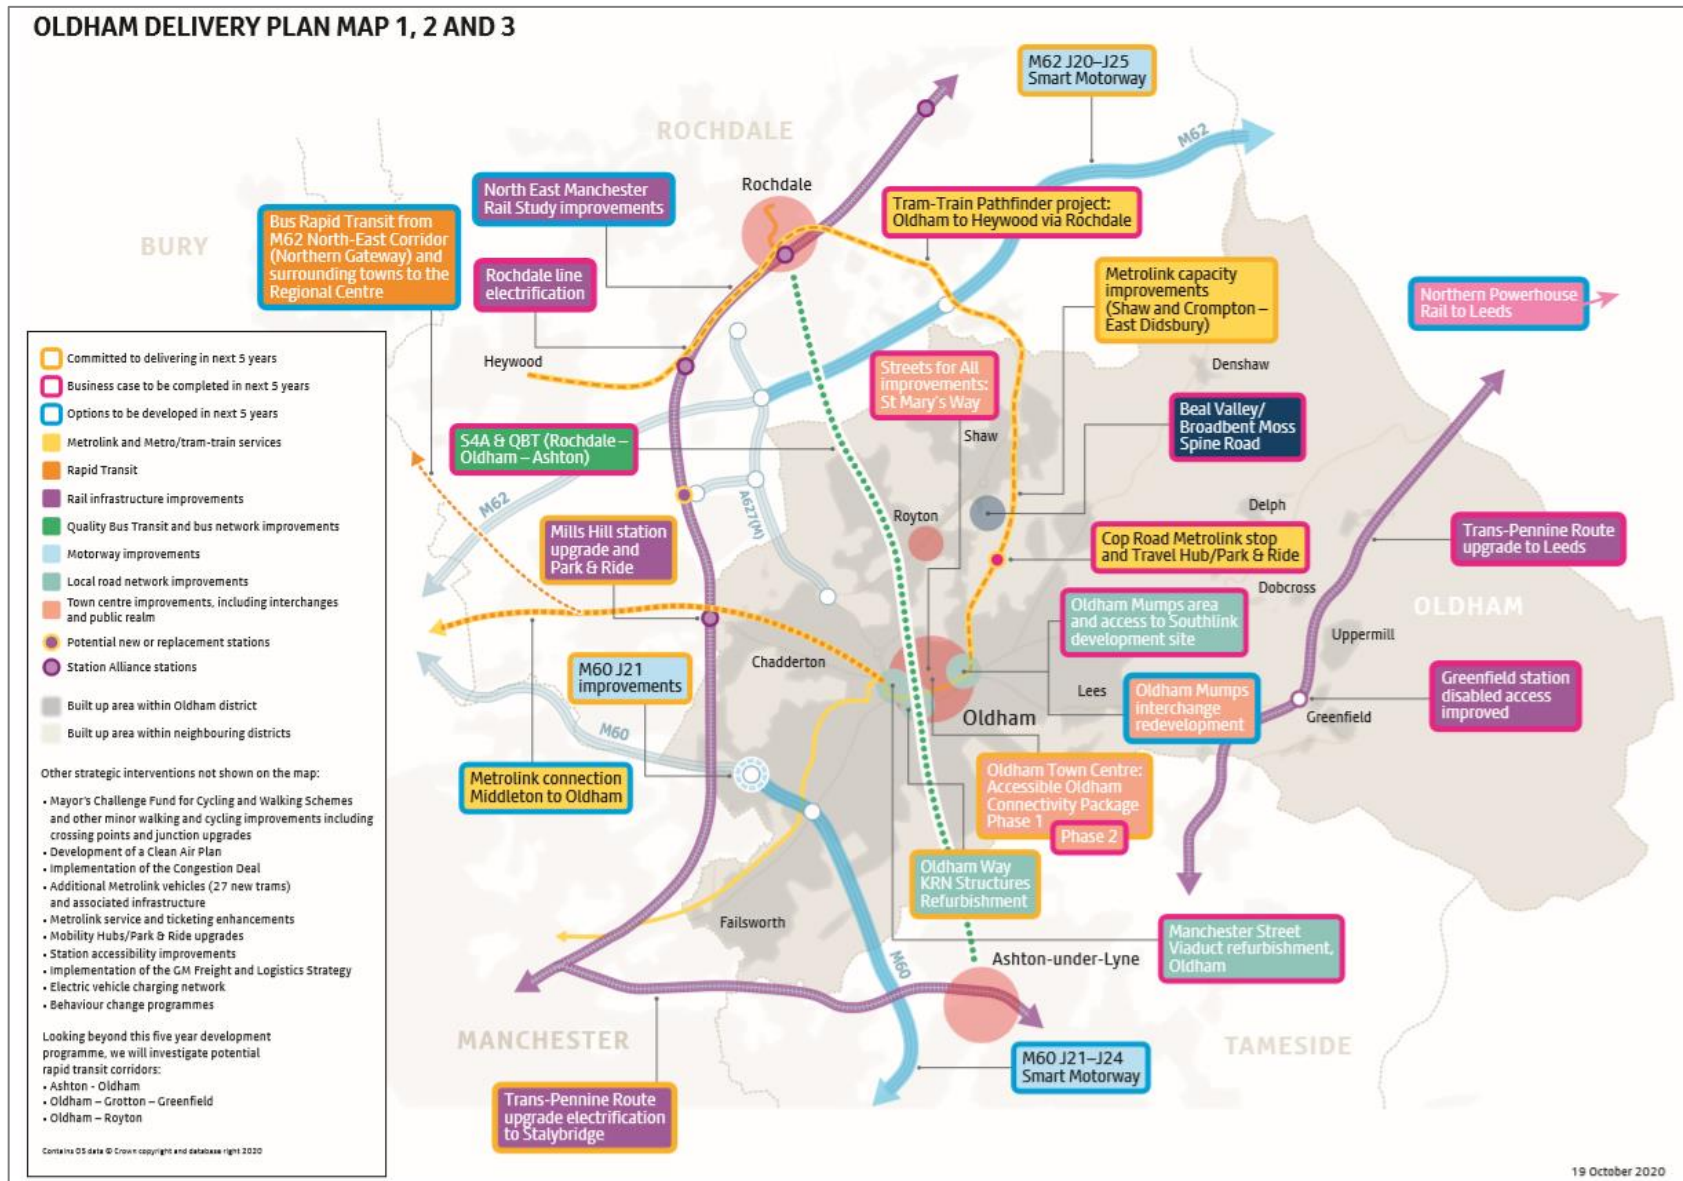 OLDHAM DELIVERY PLAN MAP 1, 2 AND 3
M62 J20–J25
Smart Motorway
ROCHDALE
M62
Rochdale
North East Manchester
Rail Study improvements
Tram-Train Pathfinder project:
Oldham to Heywood via Rochdale
Bus Rapid Transit from
M62 North-East Corridor
(Northern Gateway) and
surrounding towns to the
Regional Centre
BURY
Rochdale line
electrification
Metrolink capacity
improvements
(Shaw and Crompton –
East Didsbury)
Northern Powerhouse
Rail to Leeds
Heywood
Streets for All
improvements:
St Mary's Way
Denshaw
Shaw
Beal Valley/
Broadbent Moss
Spine Road
S4A & QBT (Rochdale –
Oldham – Ashton)
M62
A627(M)
Royton
Delph
Mills Hill station
upgrade and
Park & Ride
Cop Road Metrolink stop
and Travel Hub/Park & Ride
Trans-Pennine Route
upgrade to Leeds
Dobcross
OLDHAM
Oldham Mumps area
and access to Southlink
development site
Uppermill
Chadderton
M60 J21
improvements
Lees
Oldham Mumps
interchange
redevelopment
Greenfield station
disabled access
improved
Greenfield
Oldham
M60
Metrolink connection
Middleton to Oldham
Oldham Town Centre:
Accessible Oldham
Connectivity Package
Phase 1
Phase 2
Oldham Way
KRN Structures
Refurbishment
Failsworth
Manchester Street
Viaduct refurbishment,
Oldham
M60
Ashton-under-Lyne
MANCHESTER
TAMESIDE
M60 J21–J24
Smart Motorway
Trans-Pennine Route
upgrade electrification
to Stalybridge
Committed to delivering in next 5 years
Business case to be completed in next 5 years
Options to be developed in next 5 years
Metrolink and Metro/tram-train services
Rapid Transit
Rail infrastructure improvements
Quality Bus Transit and bus network improvements
Motorway improvements
Local road network improvements
Town centre improvements, including interchanges
and public realm
Potential new or replacement stations
Station Alliance stations
Built up area within Oldham district
Built up area within neighbouring districts
Other strategic interventions not shown on the map:
• Mayor's Challenge Fund for Cycling and Walking Schemes
and other minor walking and cycling improvements including
crossing points and junction upgrades
• Development of a Clean Air Plan
• Implementation of the Congestion Deal
• Additional Metrolink vehicles (27 new trams)
and associated infrastructure
• Metrolink service and ticketing enhancements
• Mobility Hubs/Park & Ride upgrades
• Station accessibility improvements
• Implementation of the GM Freight and Logistics Strategy
• Electric vehicle charging network
• Behaviour change programmes
Looking beyond this five year development
programme, we will investigate potential
rapid transit corridors:
• Ashton - Oldham
• Oldham – Grotton – Greenfield
• Oldham – Royton
Contains OS data © Crown copyright and database right 2020
19 October 2020